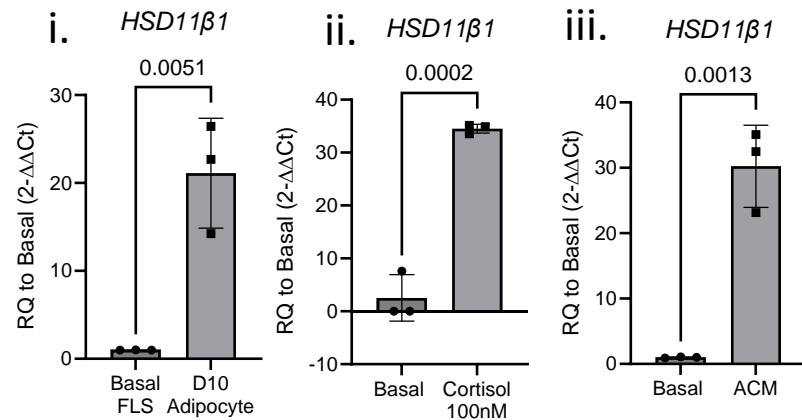 i.
HSD11β1
0.0051
RQ to Basal (2-ΔΔCt)
30
20
10
0
Basal
FLS
D10
Adipocyte
ii.
HSD11β1
0.0002
RQ to Basal (2-ΔΔCt)
40
30
20
10
0
-10
Basal
Cortisol
100nM
iii.
HSD11β1
0.0013
RQ to Basal (2-ΔΔCt)
40
30
20
10
0
Basal
ACM